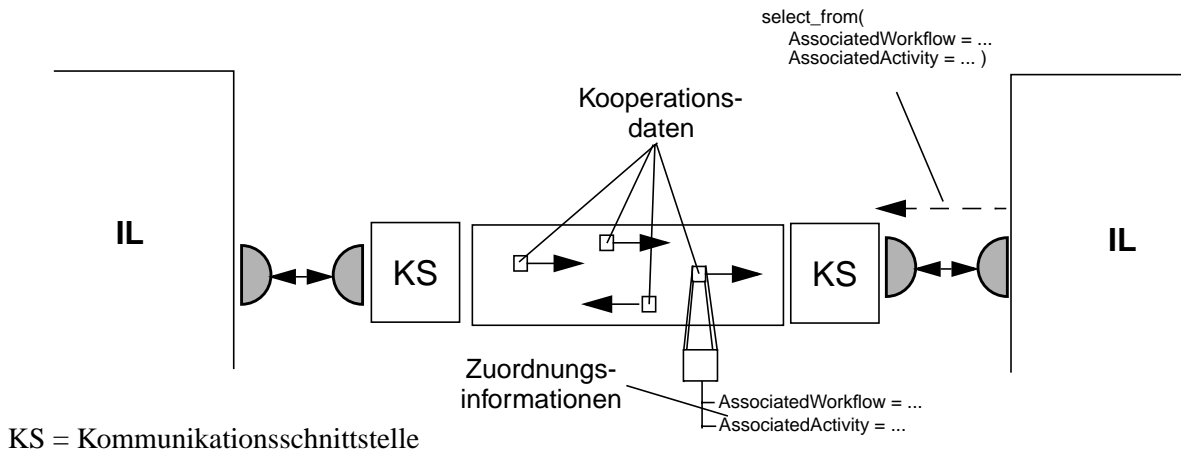 select_from(
AssociatedWorkflow = ...
AssociatedActivity = ... )
Kooperations-
daten
IL
KS
KS
IL
Zuordnungs-
informationen
AssociatedWorkflow = ...
AssociatedActivity = ...
KS = Kommunikationsschnittstelle